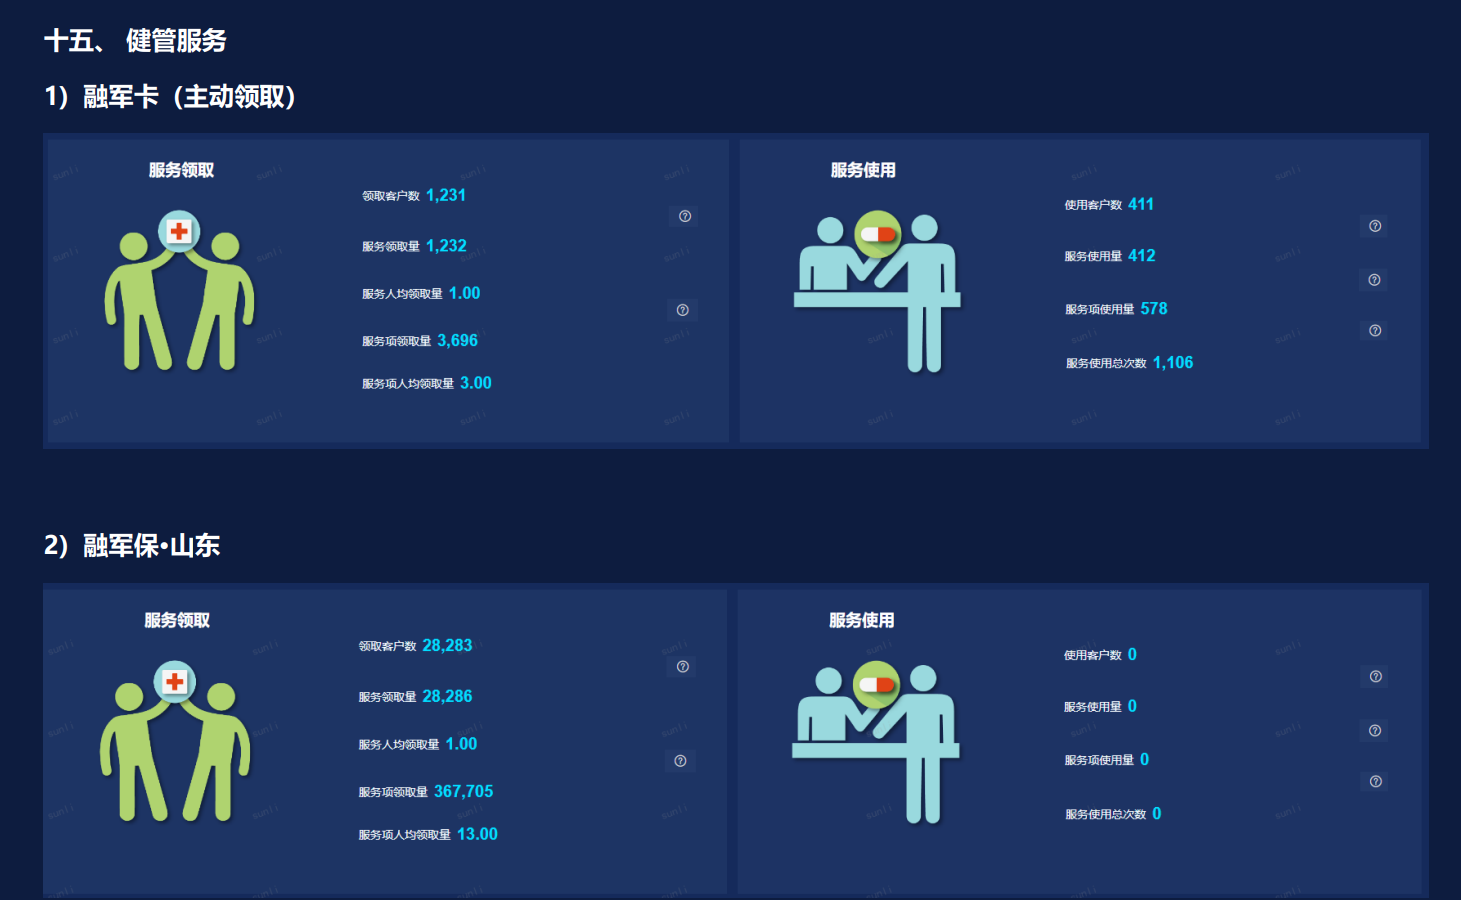 十五、 健管服务
1）融军卡（主动领取）
服务领取
领取客户数 1,231
服务领取量 1,232
服务人均领取量 1.00
服务项领取量 3,696
服务项人均领取量 3.00
服务使用
使用客户数 411
服务使用量 412
服务项使用量 578
服务使用总次数 1,106
2）融军保•山东
服务领取
领取客户数 28,283
服务领取量 28,286
服务人均领取量 1.00
服务项领取量 367,705
服务项人均领取量 13.00
服务使用
使用客户数 0
服务使用量 0
服务项使用量 0
服务使用总次数 0